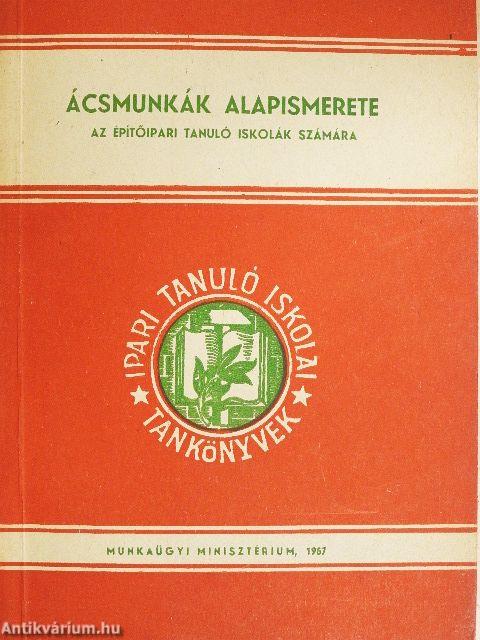 ÁCSMUNKÁK ALAPISMERETE
AZ ÉPÍTŐIPARI TANULÓ ISKOLÁK SZÁMÁRA
IPARI TANULÓ ISKOLAI
★ TANKÖNYVEK ★
MUNKAÜGYI MINISZTÉRIUM, 1967
Antikvárium.hu